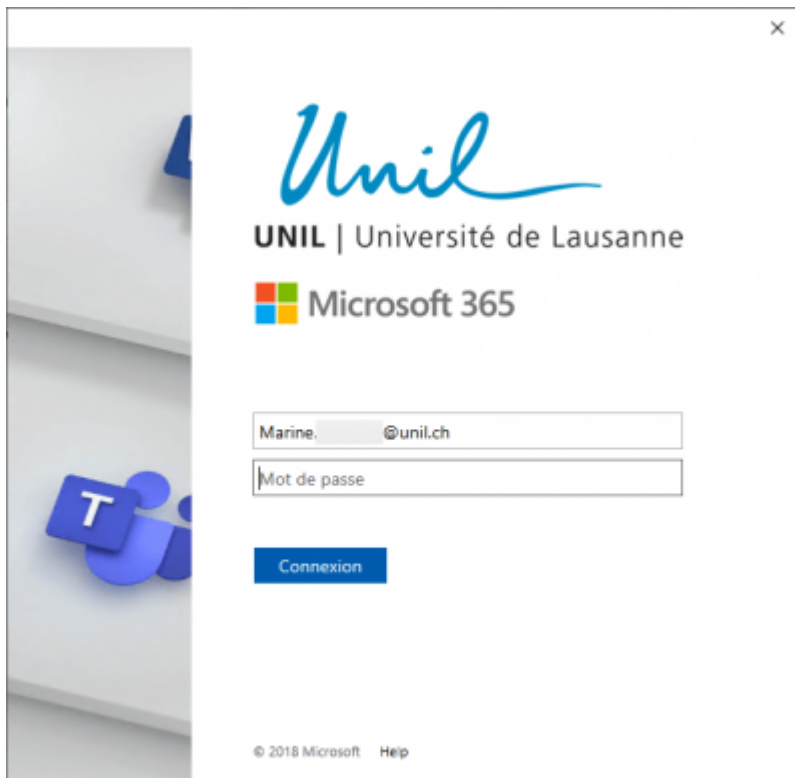 Unil
UNIL | Université de Lausanne
Microsoft 365
Marine. @unil.ch
Mot de passe
T
Connexion
© 2018 Microsoft Help